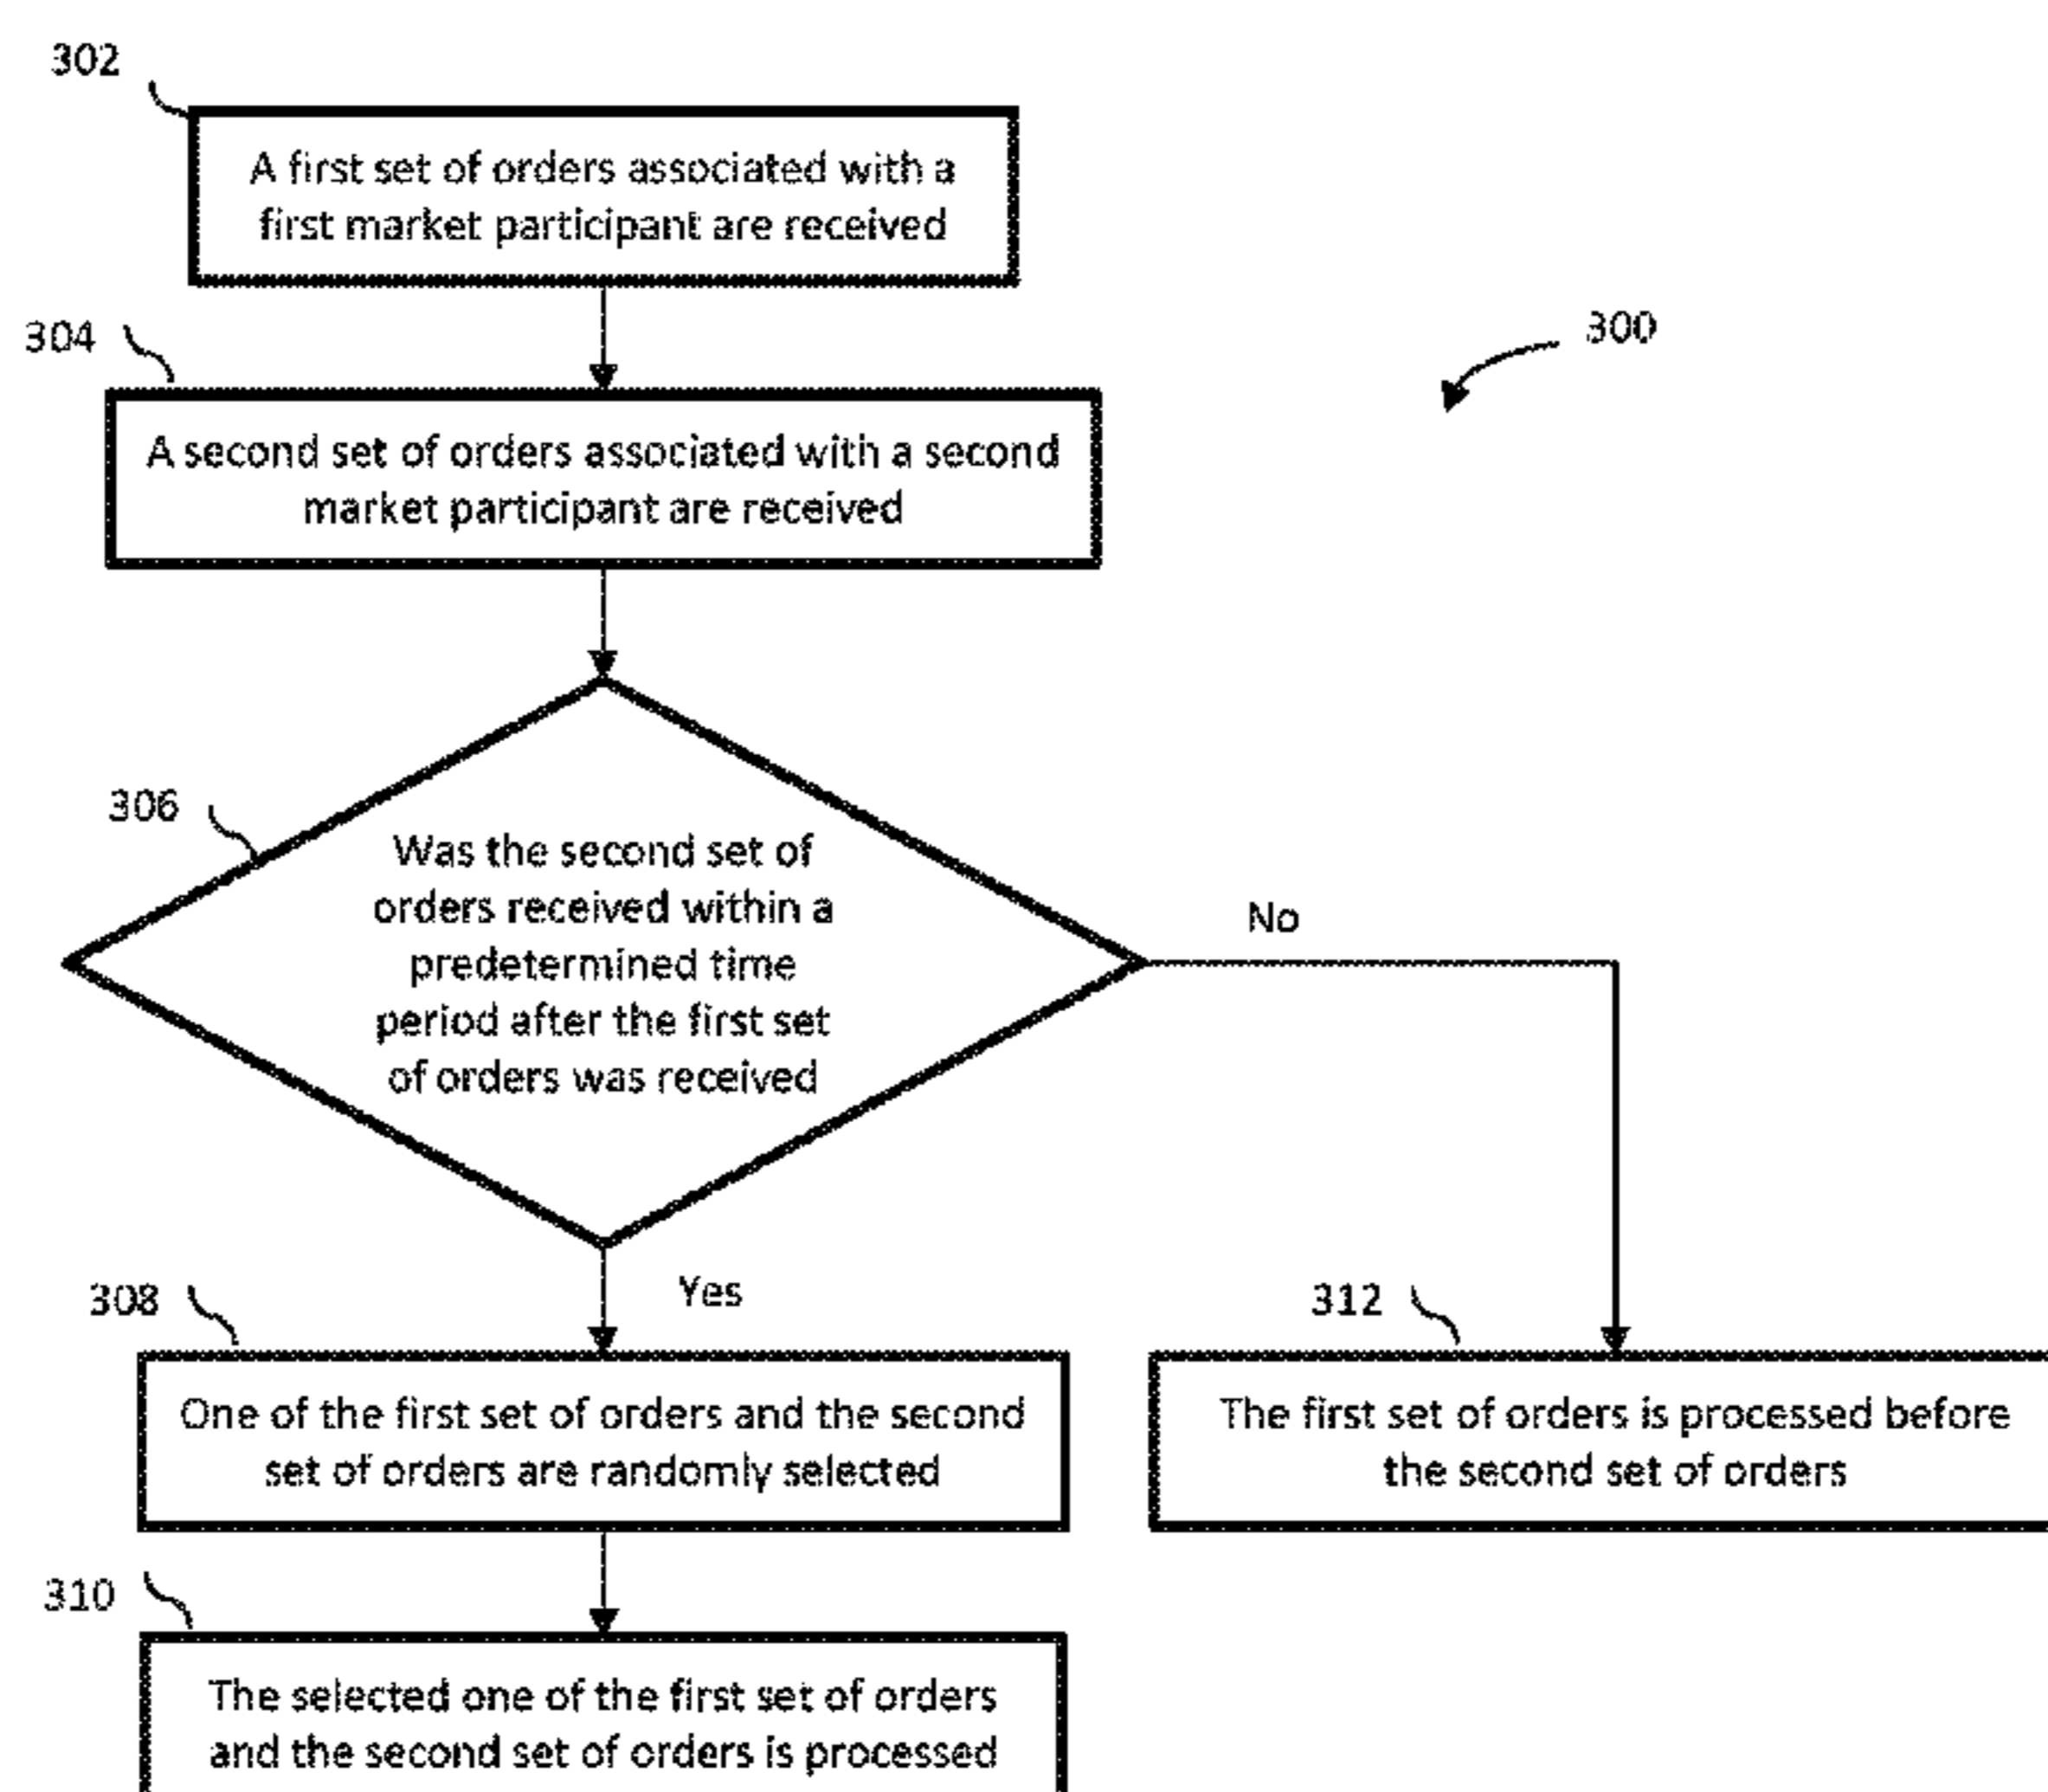 302
A first set of orders associated with a
first market participant are received
304
300
A second set of orders associated with a second
market participant are received
306
Was the second set of
orders received within a
predetermined time
period after the first set
of orders was received
No
Yes
308
One of the first set of orders and the second
set of orders are randomly selected
312
The first set of orders is processed before
the second set of orders
310
The selected one of the first set of orders
and the second set of orders is processed